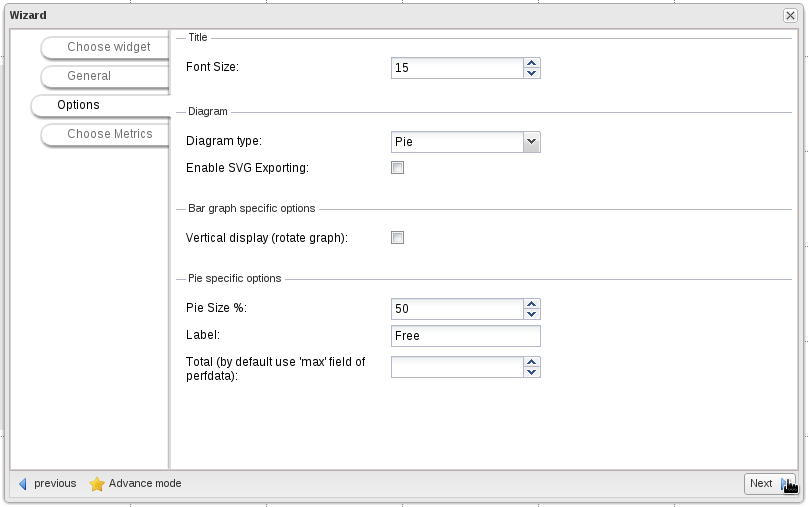 Wizard
Choose widget
General
Options
Choose Metrics
Title
Font Size:
15
Diagram
Diagram type:
Pie
Enable SVG Exporting:
Bar graph specific options
Vertical display (rotate graph):
Pie specific options
Pie Size %:
50
Label:
Free
Total (by default use 'max' field of
perfdata):
previous
Advance mode
Next